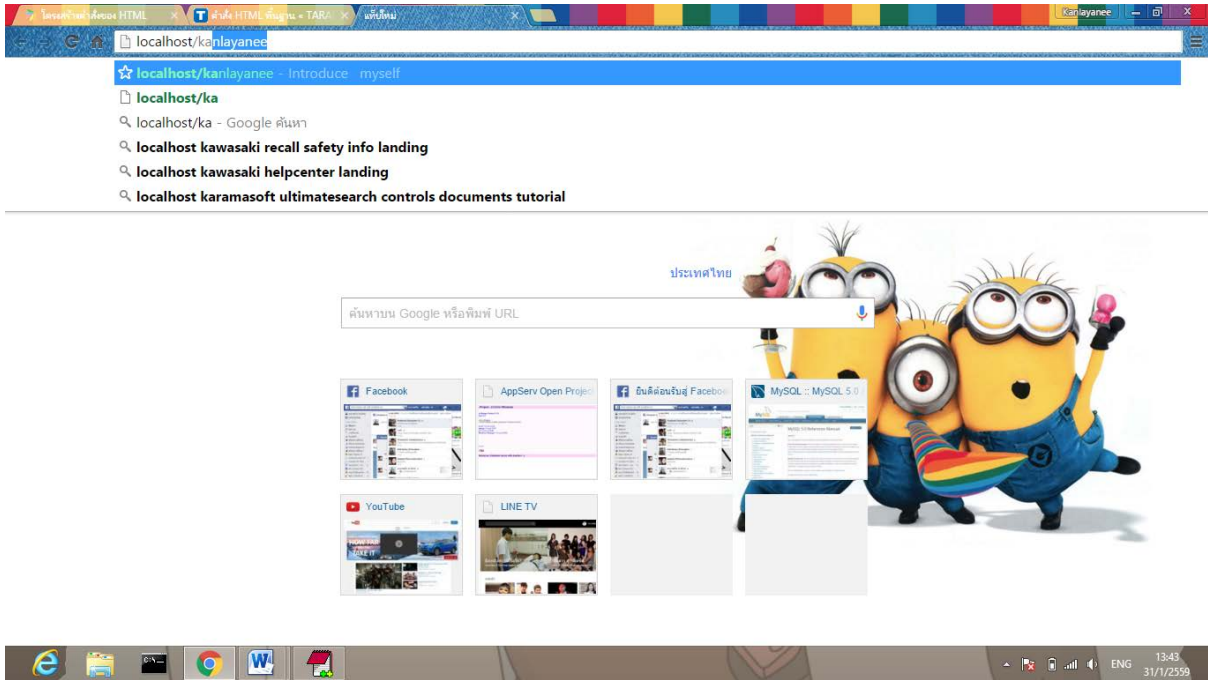 โครงสร้างคำสั่งของ HTML
คำสั่ง HTML พื้นฐาน « TARA
แท็บใหม่
Kanlayanee
localhost/kanlayanee
localhost/kanlayanee - Introduce myself
localhost/ka
localhost/ka - Google ค้นหา
localhost kawasaki recall safety info landing
localhost kawasaki helpcenter landing
localhost karamasoft ultimatesearch controls documents tutorial
ประเทศไทย
ค้นหาบน Google หรือพิมพ์ URL
Facebook
AppServ Open Projec
ยินดีต้อนรับสู่ Facebo
MySQL :: MySQL 5.0
YouTube
LINE TV
ENG
13:43
31/1/2559